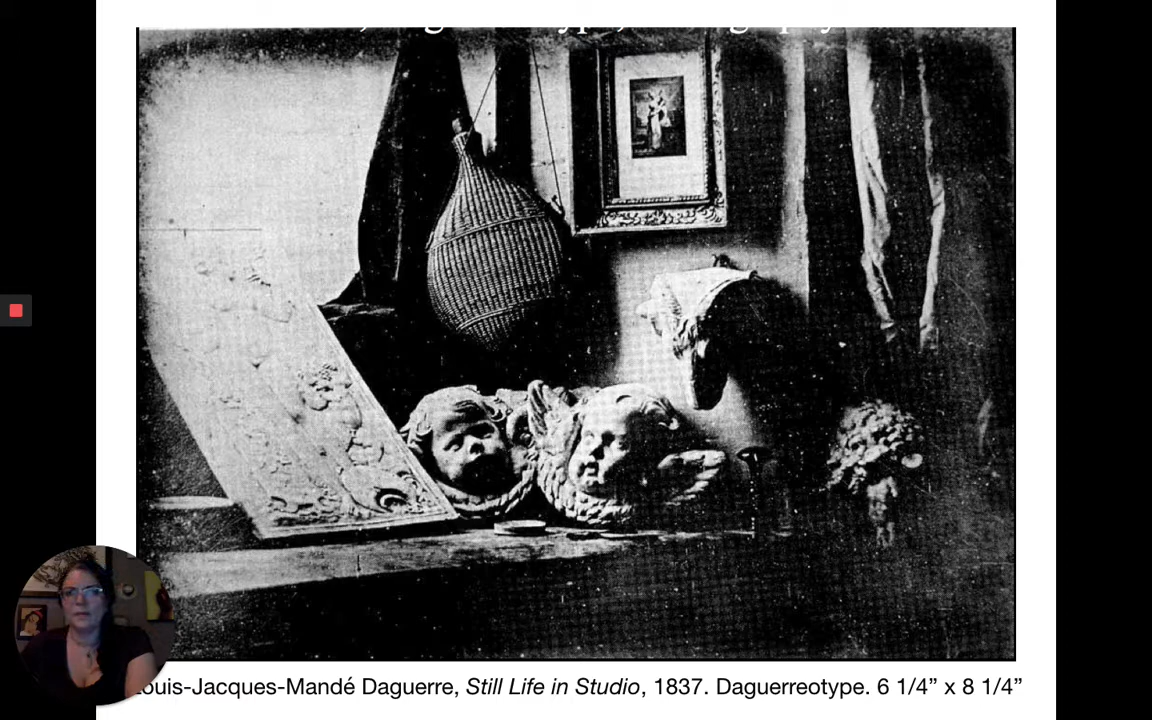 ouis-Jacques-Mandé Daguerre, Still Life in Studio, 1837. Daguerreotype. 6 1/4” x 8 1/4”